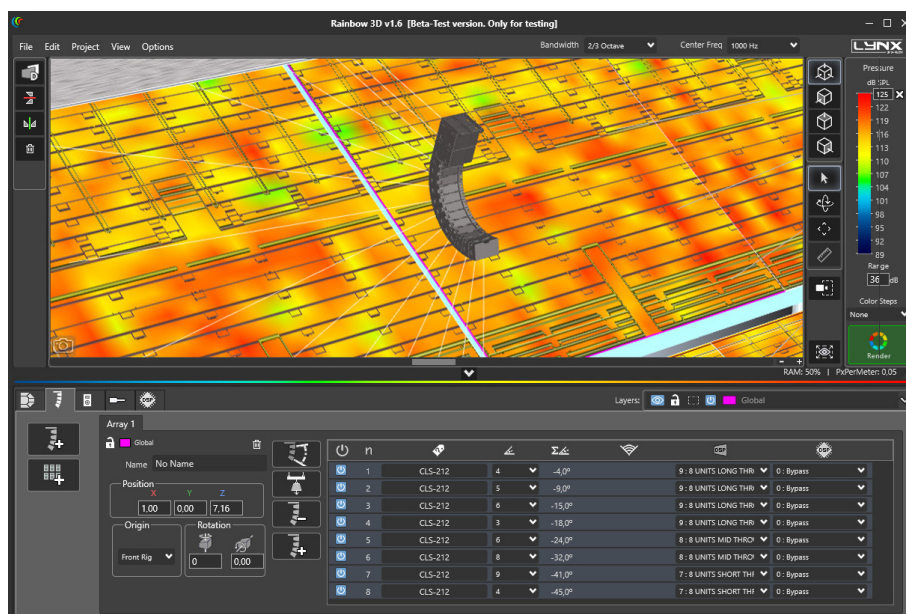 Rainbow 3D v1.6 [Beta-Test version. Only for testing]
File Edit Project View Options Bandwidth 2/3 Octave Center Freq 1000 Hz LYNX
Pressure
dB SPL
125
122
119
116
113
110
107
104
101
98
95
92
89
Range
36 dB
Color Steps
None
Render
RAM: 50% | PxPerMeter: 0,05
DSP Layers: Global
Array 1
Global
Name No Name
Position
X Y Z
1,00 0,00 7,16
Origin Rotation
Front Rig 0 0,00
n Σ DSP DSP
1 CLS-212 4 -4,0º 9 : 8 UNITS LONG THR 0 : Bypass
2 CLS-212 5 -9,0º 9 : 8 UNITS LONG THR 0 : Bypass
3 CLS-212 6 -15,0º 9 : 8 UNITS LONG THR 0 : Bypass
4 CLS-212 3 -18,0º 9 : 8 UNITS LONG THR 0 : Bypass
5 CLS-212 6 -24,0º 8 : 8 UNITS MID THRO 0 : Bypass
6 CLS-212 8 -32,0º 8 : 8 UNITS MID THRO 0 : Bypass
7 CLS-212 9 -41,0º 7 : 8 UNITS SHORT THR 0 : Bypass
8 CLS-212 4 -45,0º 7 : 8 UNITS SHORT THR 0 : Bypass